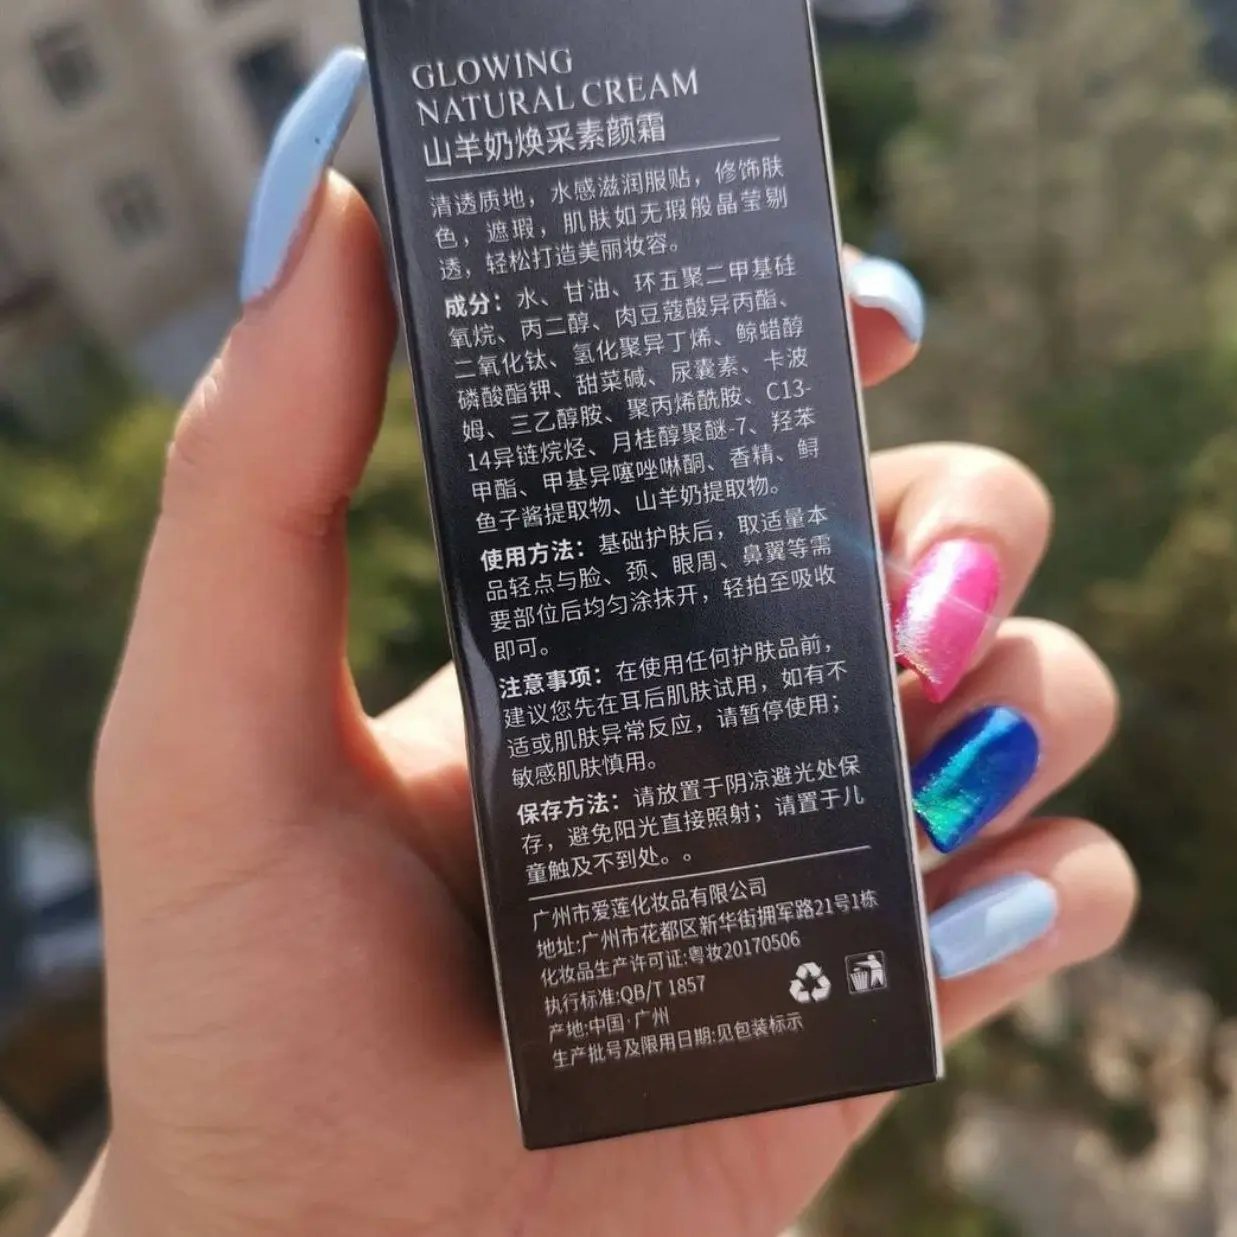 GLOWING
NATURAL CREAM
山羊奶焕采素颜霜
清透质地，水感滋润服贴，修饰肤
色，遮瑕，肌肤如无瑕般晶莹剔
透，轻松打造美丽妆容。
成分：水、甘油、环五聚二甲基硅
氧烷、丙二醇、肉豆蔻酸异丙酯、
二氧化钛、氢化聚异丁烯、鲸蜡醇
磷酸酯钾、甜菜碱、尿囊素、卡波
姆、三乙醇胺、聚丙烯酰胺、C13-
14异链烷烃、月桂醇聚醚-7、羟苯
甲酯、甲基异噻唑啉酮、香精、鲟
鱼子酱提取物、山羊奶提取物。
使用方法：基础护肤后，取适量本
品轻点与脸、颈、眼周、鼻翼等需
要部位后均匀涂抹开，轻拍至吸收
即可。
注意事项：在使用任何护肤品前，
建议您先在耳后肌肤试用，如有不
适或肌肤异常反应，请暂停使用；
敏感肌肤慎用。
保存方法：请放置于阴凉避光处保
存，避免阳光直接照射；请置于儿
童触及不到处。。
广州市爱莲化妆品有限公司
地址:广州市花都区新华街拥军路21号1栋
化妆品生产许可证:粤妆20170506
执行标准:QB/T 1857
产地:中国·广州
生产批号及限用日期:见包装标示